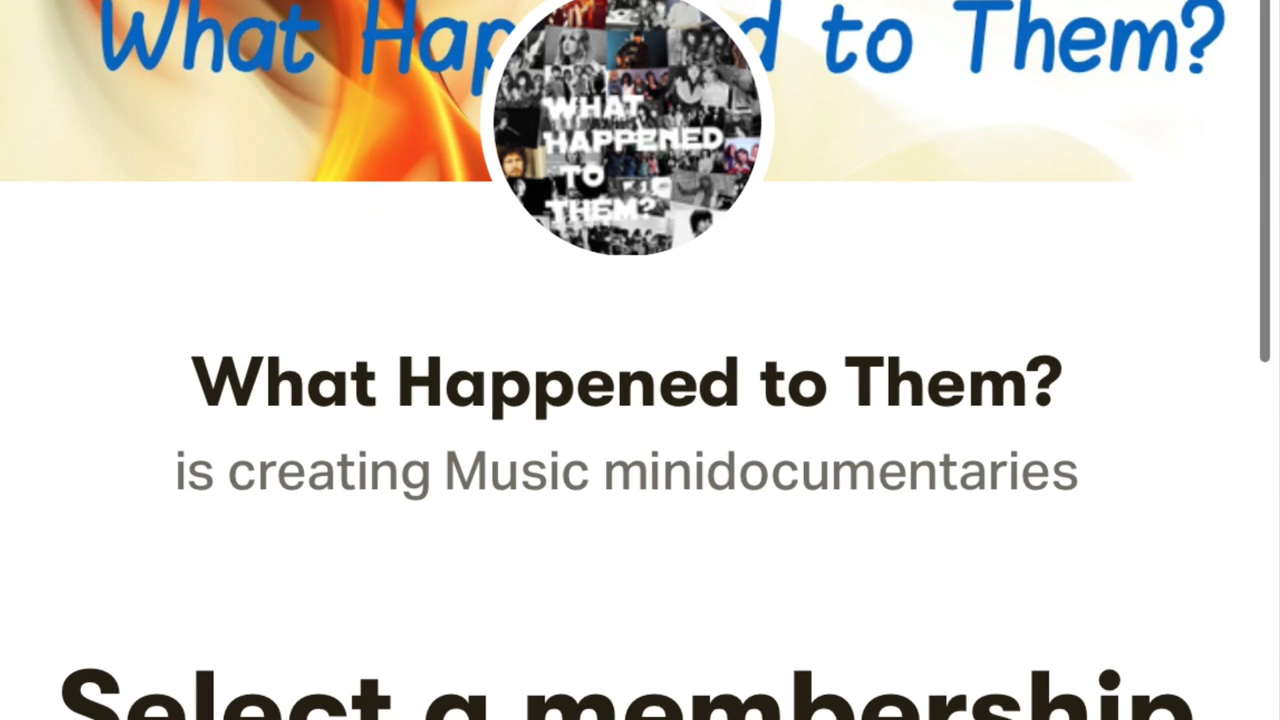 What Hap d to Them?
WHAT
HAPPENED
TO
THEM?
What Happened to Them?
is creating Music minidocumentaries
Select a membership